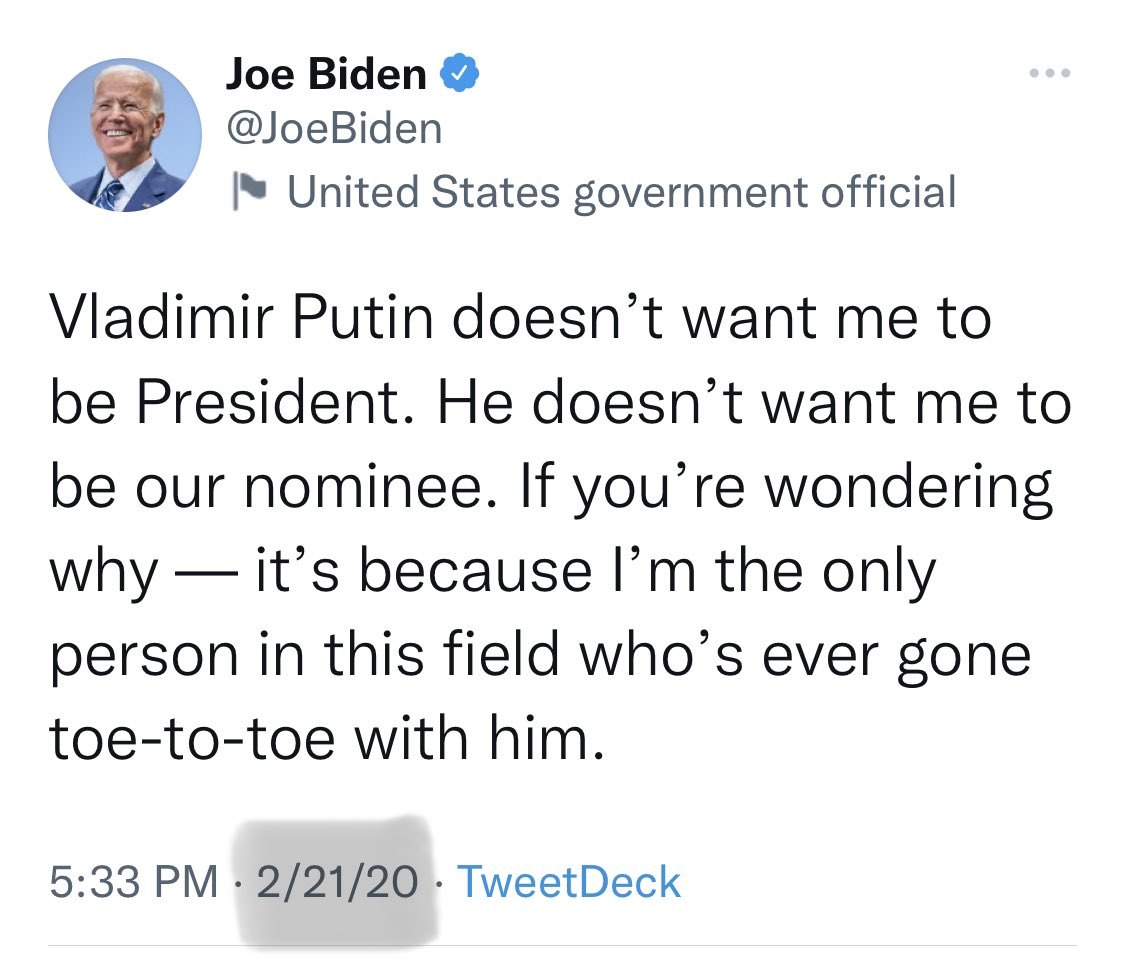 Joe Biden
@JoeBiden
United States government official
Vladimir Putin doesn’t want me to
be President. He doesn’t want me to
be our nominee. If you’re wondering
why — it’s because I’m the only
person in this field who’s ever gone
toe-to-toe with him.
5:33 PM · 2/21/20 · TweetDeck